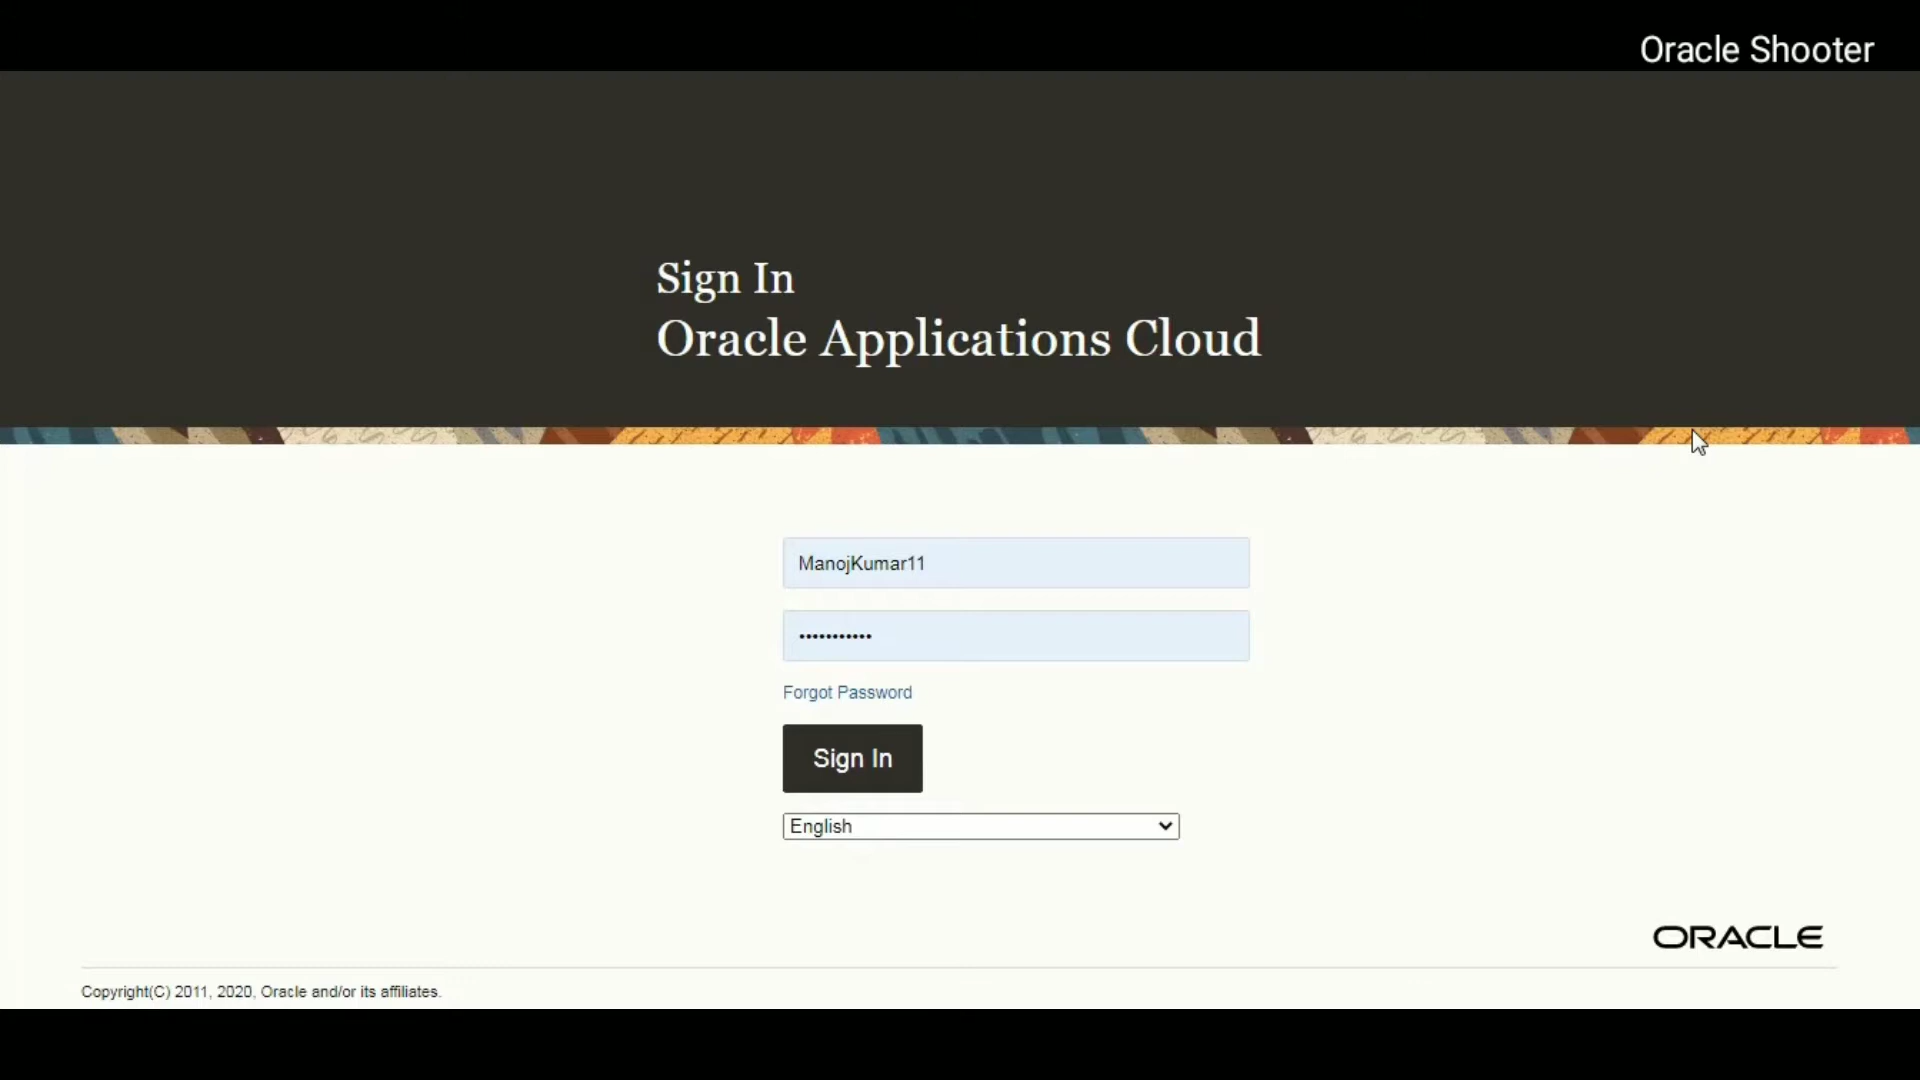 Oracle Shooter
Sign In
Oracle Applications Cloud
ManojKumar11
•••••••••••
Forgot Password
Sign In
English
ORACLE
Copyright(C) 2011, 2020, Oracle and/or its affiliates.